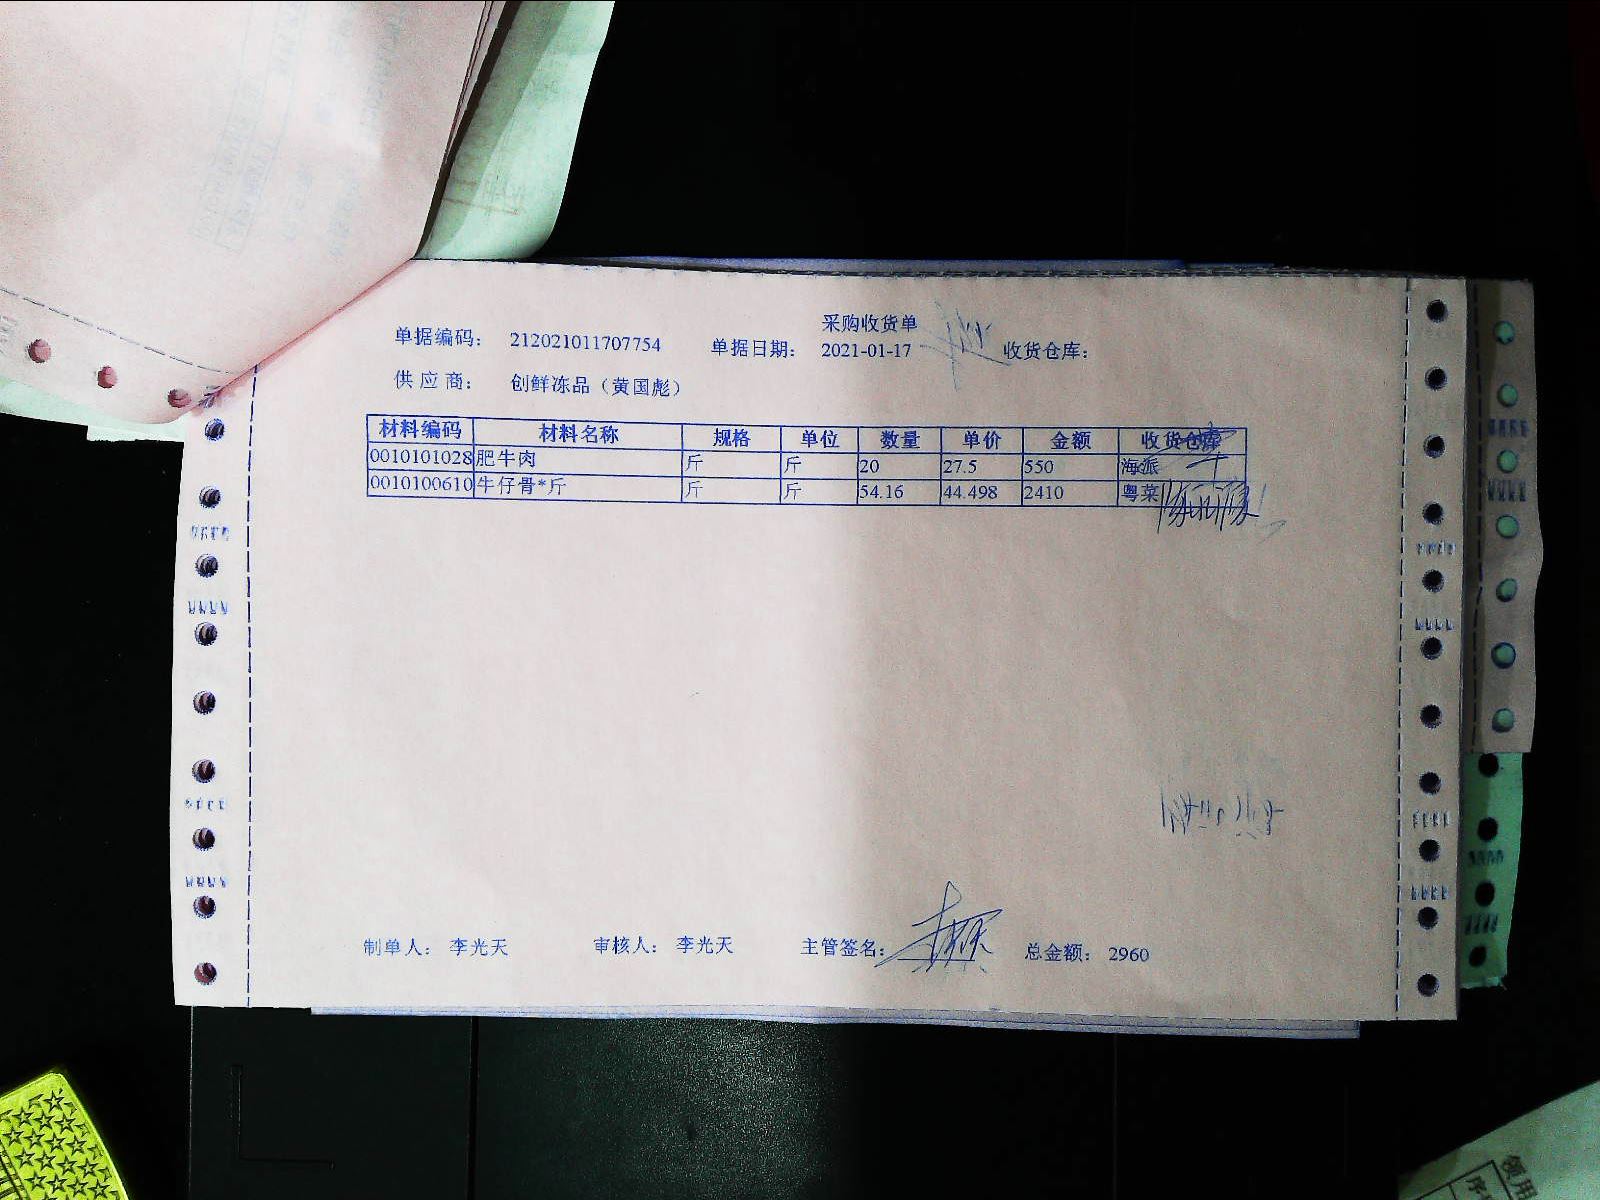 采购收货单
单据编码： 212021011707754 单据日期： 2021-01-17 收货仓库：
供应商： 创鲜冻品（黄国彪）
材料编码 材料名称 规格 单位 数量 单价 金额 收货仓库
0010101028 肥牛肉 斤 斤 20 27.5 550 海派
0010100610 牛仔骨*斤 斤 斤 54.16 44.498 2410 粤菜
制单人： 李光天 审核人： 李光天 主管签名： 总金额： 2960
领用
序